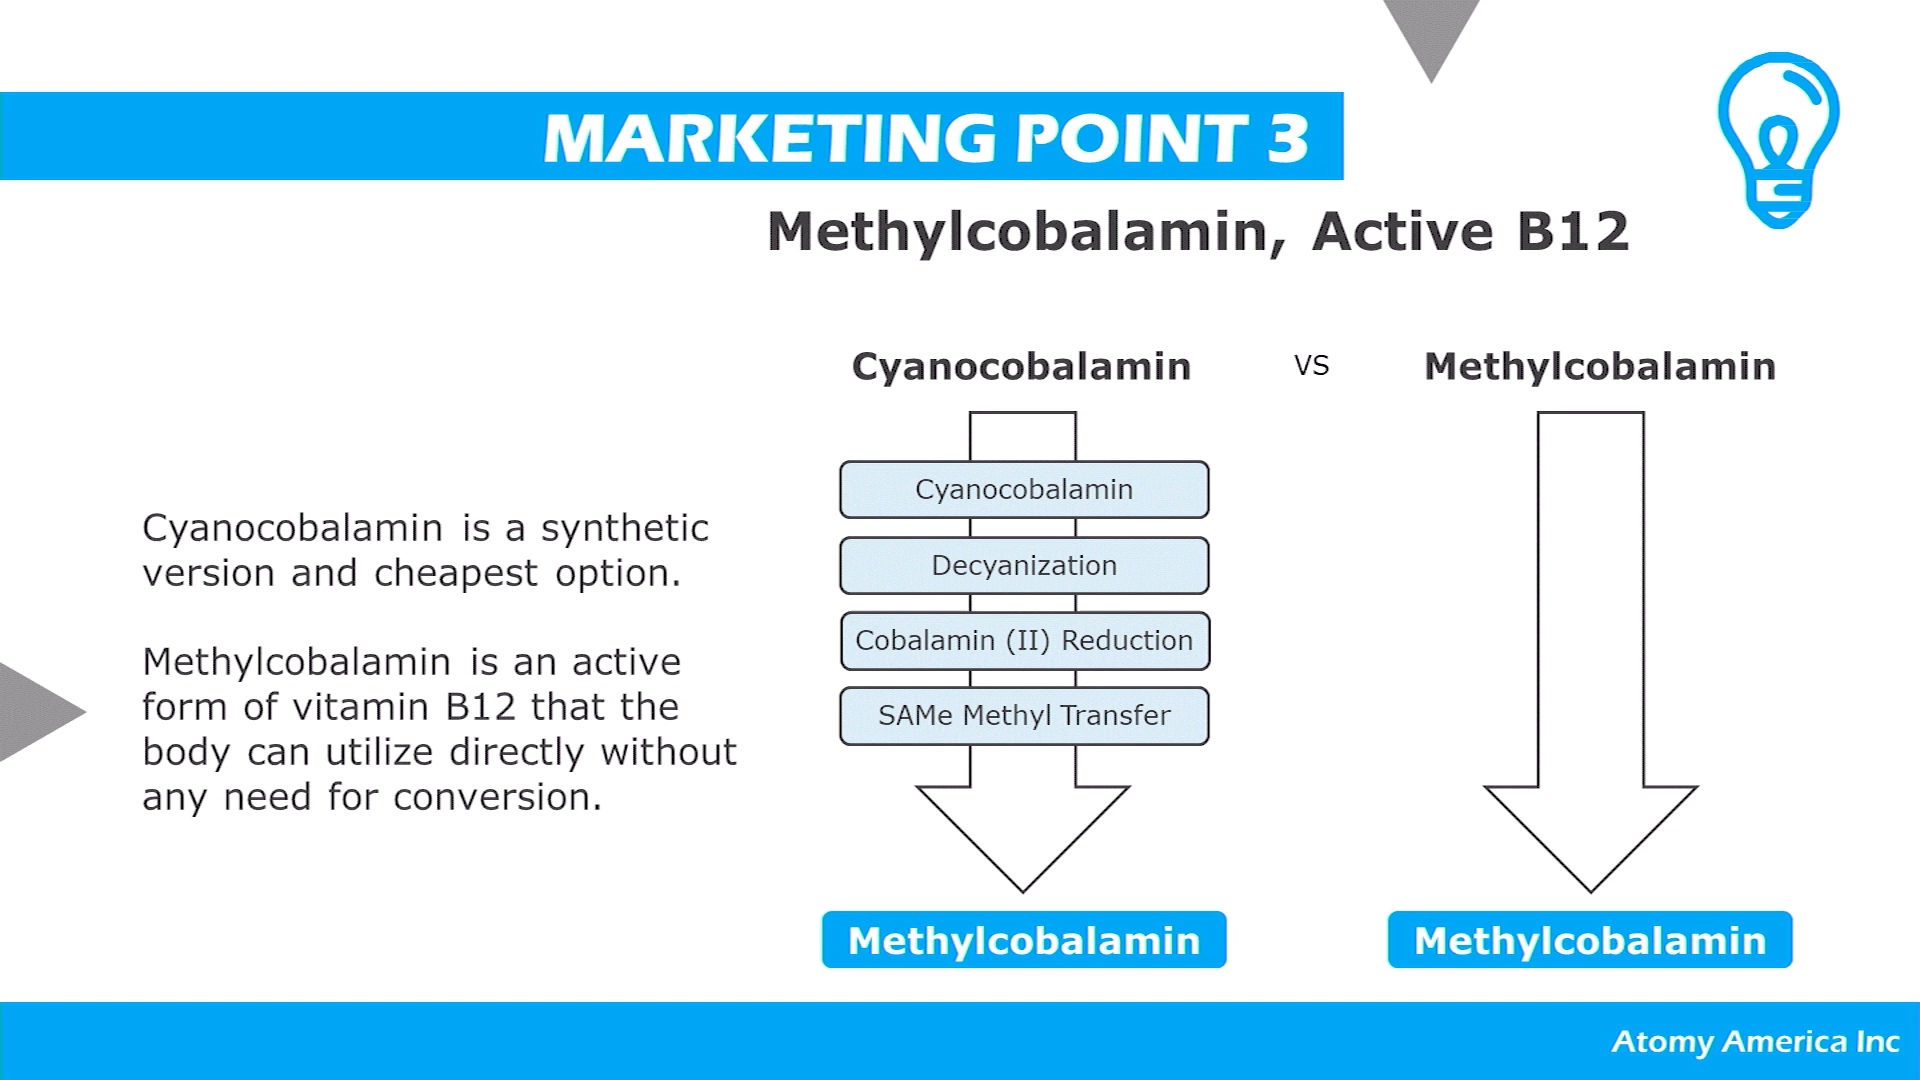 MARKETING POINT 3
Methylcobalamin, Active B12
Cyanocobalamin is a synthetic
version and cheapest option.
Methylcobalamin is an active
form of vitamin B12 that the
body can utilize directly without
any need for conversion.
Cyanocobalamin VS Methylcobalamin
Cyanocobalamin
Decyanization
Cobalamin (II) Reduction
SAMe Methyl Transfer
Methylcobalamin
Methylcobalamin
Atomy America Inc